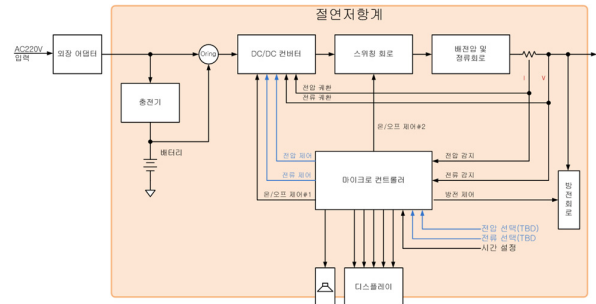 절연저항계
AC220V
입력
외장 어댑터
Oring
DC/DC 컨버터
스위칭 회로
배전압 및
정류회로
i
v
충전기
전압 궤환
전류 궤환
온/오프 제어#2
배터리
전압 제어
전류 제어
온/오프 제어#1
마이크로 컨트롤러
전압 감지
전류 감지
방전 제어
방전
회로
전압 선택(TBD)
전류 선택(TBD
시간 설정
디스플레이